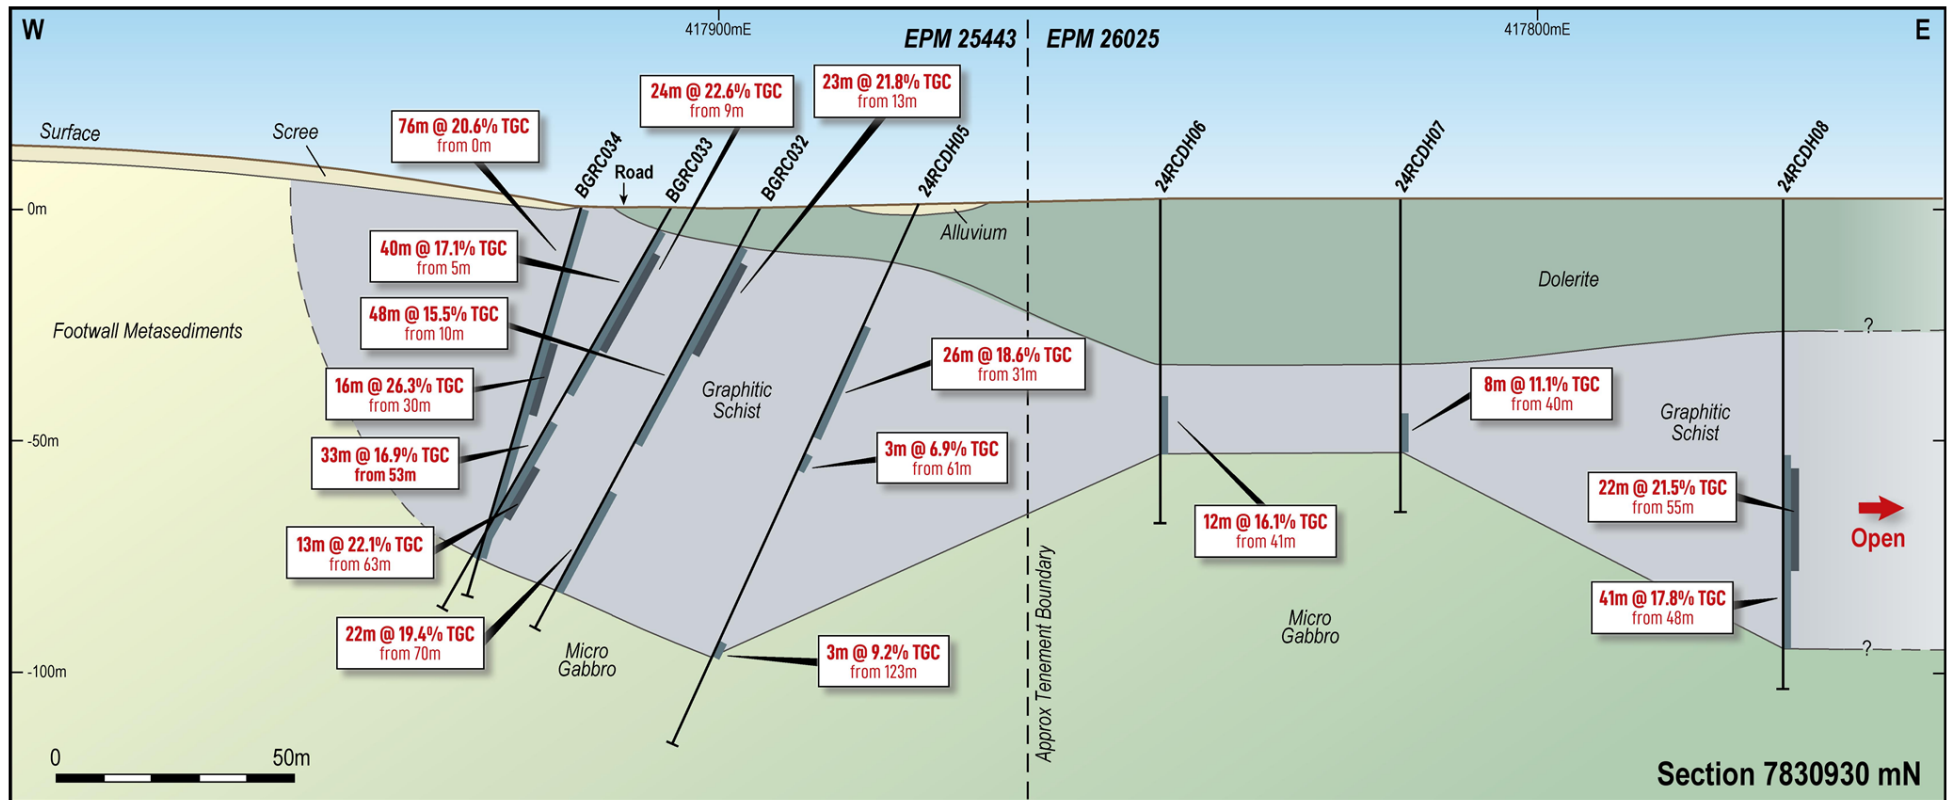 W
417900mE
EPM 25443
EPM 26025
417800mE
E
Surface
Scree
76m @ 20.6% TGC
from 0m
24m @ 22.6% TGC
from 9m
23m @ 21.8% TGC
from 13m
BGRC034
Road
BGRC033
BGRC032
24RCDH05
24RCDH06
24RCDH07
24RCDH08
0m
Alluvium
40m @ 17.1% TGC
from 5m
Dolerite
Footwall Metasediments
48m @ 15.5% TGC
from 10m
?
26m @ 18.6% TGC
from 31m
16m @ 26.3% TGC
from 30m
Graphitic
Schist
8m @ 11.1% TGC
from 40m
Graphitic
Schist
-50m
33m @ 16.9% TGC
from 53m
3m @ 6.9% TGC
from 61m
22m @ 21.5% TGC
from 55m
12m @ 16.1% TGC
from 41m
Open
13m @ 22.1% TGC
from 63m
41m @ 17.8% TGC
from 48m
22m @ 19.4% TGC
from 70m
Micro
Gabbro
Micro
Gabbro
3m @ 9.2% TGC
from 123m
?
-100m
Approx Tenement Boundary
0
50m
Section 7830930 mN